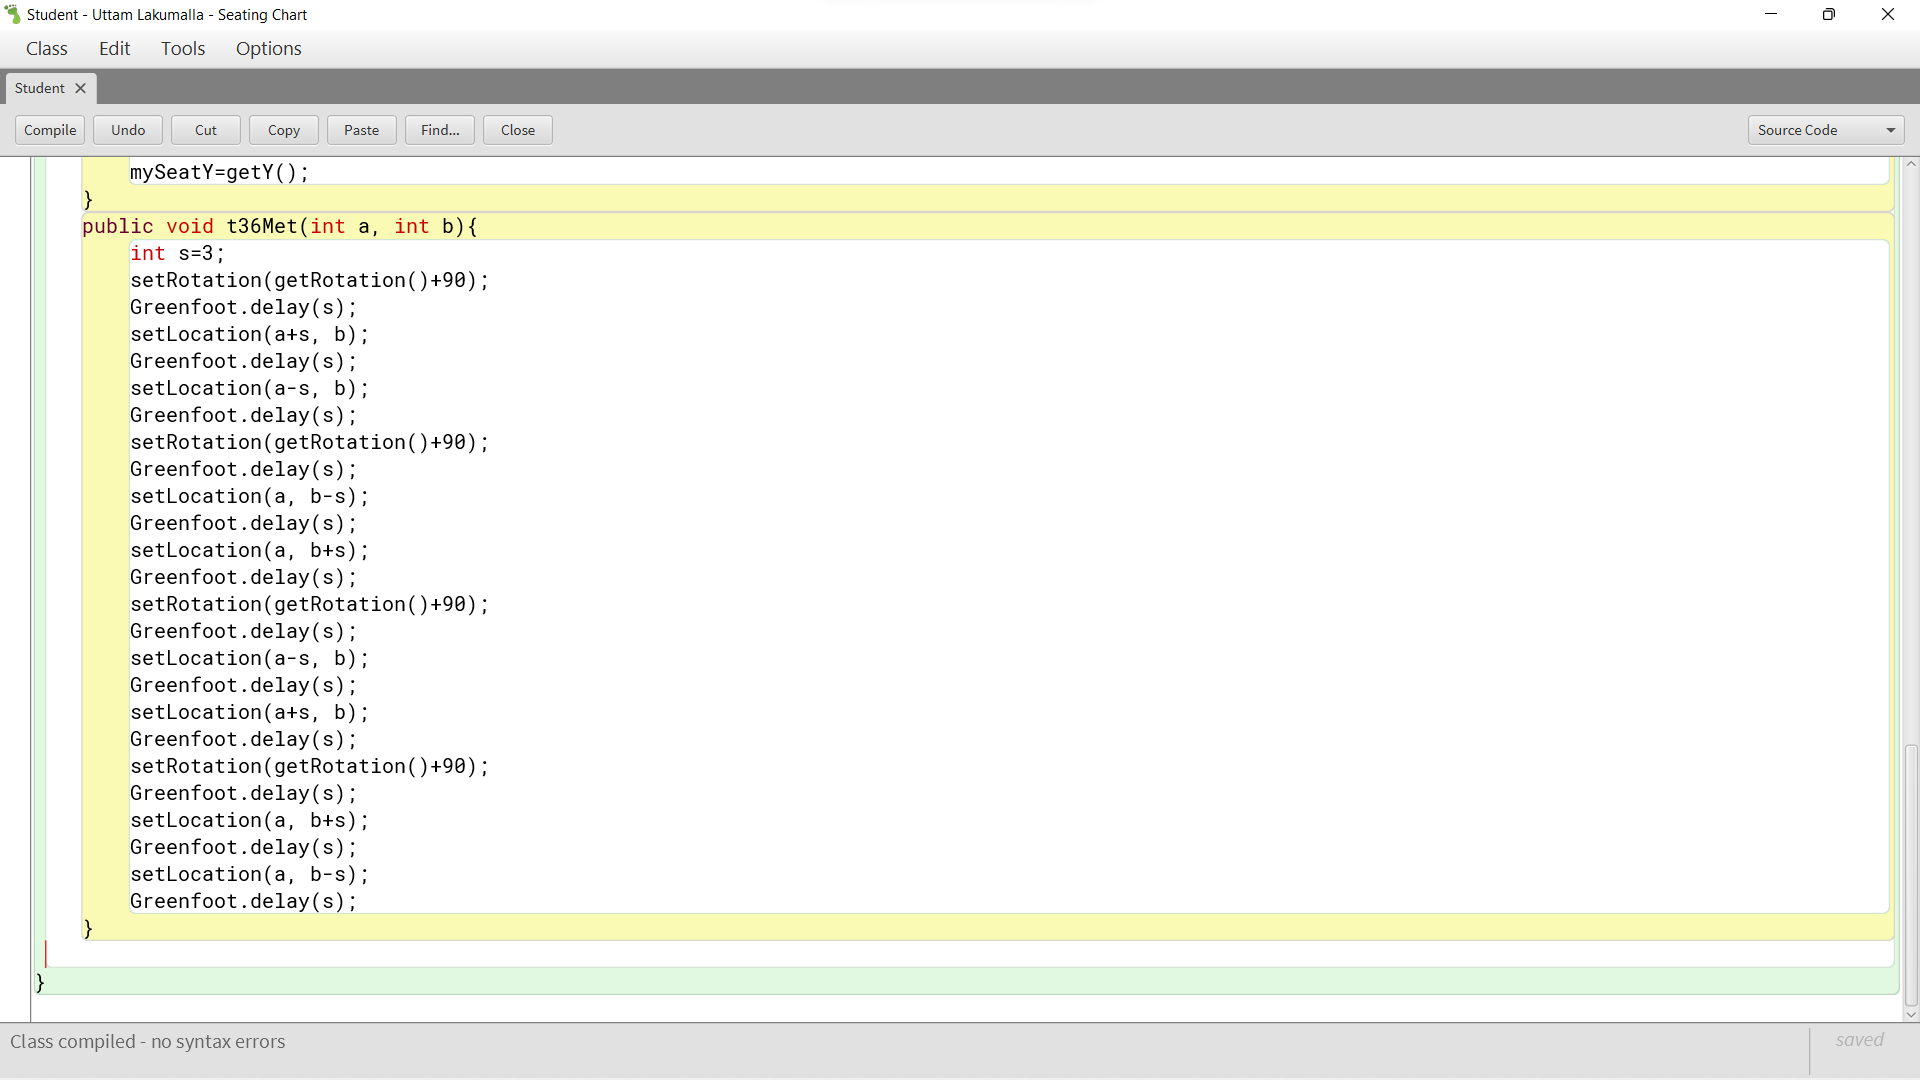 Student - Uttam Lakumalla - Seating Chart
Class Edit Tools Options
Student
Compile Undo Cut Copy Paste Find... Close Source Code
mySeatY=getY();
}
public void t36Met(int a, int b){
int s=3;
setRotation(getRotation()+90);
Greenfoot.delay(s);
setLocation(a+s, b);
Greenfoot.delay(s);
setLocation(a-s, b);
Greenfoot.delay(s);
setRotation(getRotation()+90);
Greenfoot.delay(s);
setLocation(a, b-s);
Greenfoot.delay(s);
setLocation(a, b+s);
Greenfoot.delay(s);
setRotation(getRotation()+90);
Greenfoot.delay(s);
setLocation(a-s, b);
Greenfoot.delay(s);
setLocation(a+s, b);
Greenfoot.delay(s);
setRotation(getRotation()+90);
Greenfoot.delay(s);
setLocation(a, b+s);
Greenfoot.delay(s);
setLocation(a, b-s);
Greenfoot.delay(s);
}
}
Class compiled - no syntax errors
saved